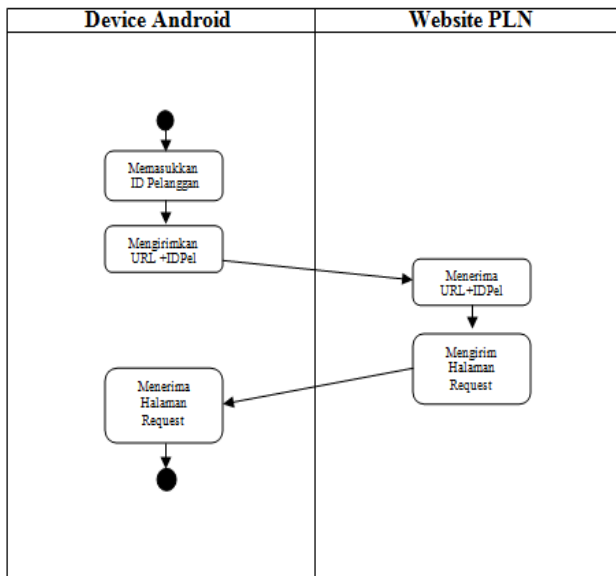 Device Android
Website PLN
Memasukkan
ID Pelanggan
Mengirimkan
URL +IDPel
Menerima
URL+IDPel
Mengirim
Halaman
Request
Menerima
Halaman
Request